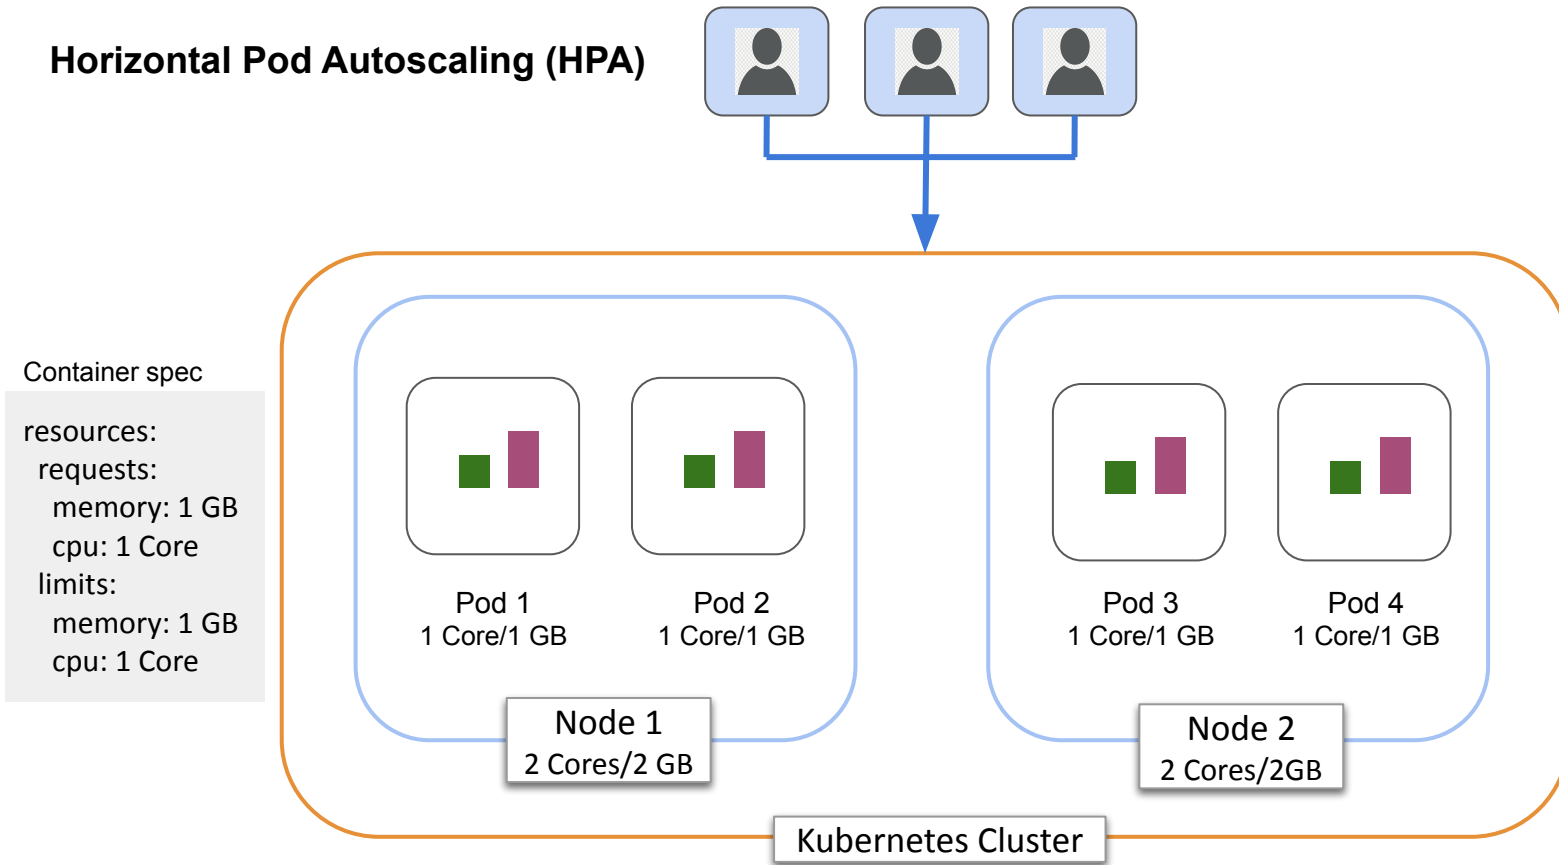 Horizontal Pod Autoscaling (HPA)
Container spec
resources:
requests:
memory: 1 GB
cpu: 1 Core
limits:
memory: 1 GB
cpu: 1 Core
Pod 1
1 Core/1 GB
Pod 2
1 Core/1 GB
Node 1
2 Cores/2 GB
Pod 3
1 Core/1 GB
Pod 4
1 Core/1 GB
Node 2
2 Cores/2GB
Kubernetes Cluster